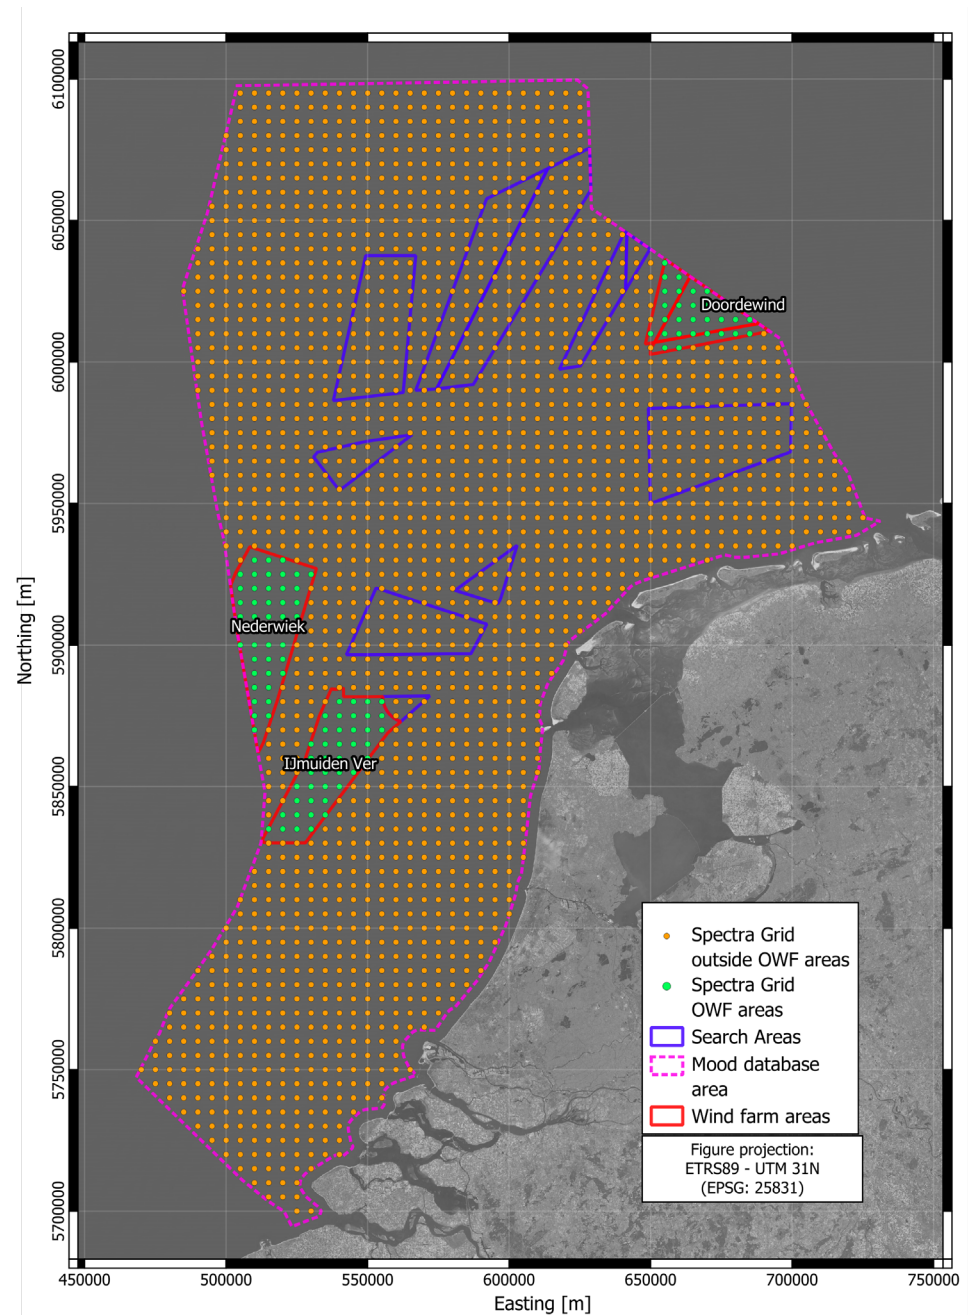 6100000
6050000
6000000
5950000
5900000
5850000
5800000
5750000
5700000
Northing [m]
Doordewind
Nederwiek
IJmuiden Ver
Spectra Grid
outside OWF areas
Spectra Grid
OWF areas
Search Areas
Mood database
area
Wind farm areas
Figure projection:
ETRS89 - UTM 31N
(EPSG: 25831)
450000 500000 550000 600000 650000 700000 750000
Easting [m]